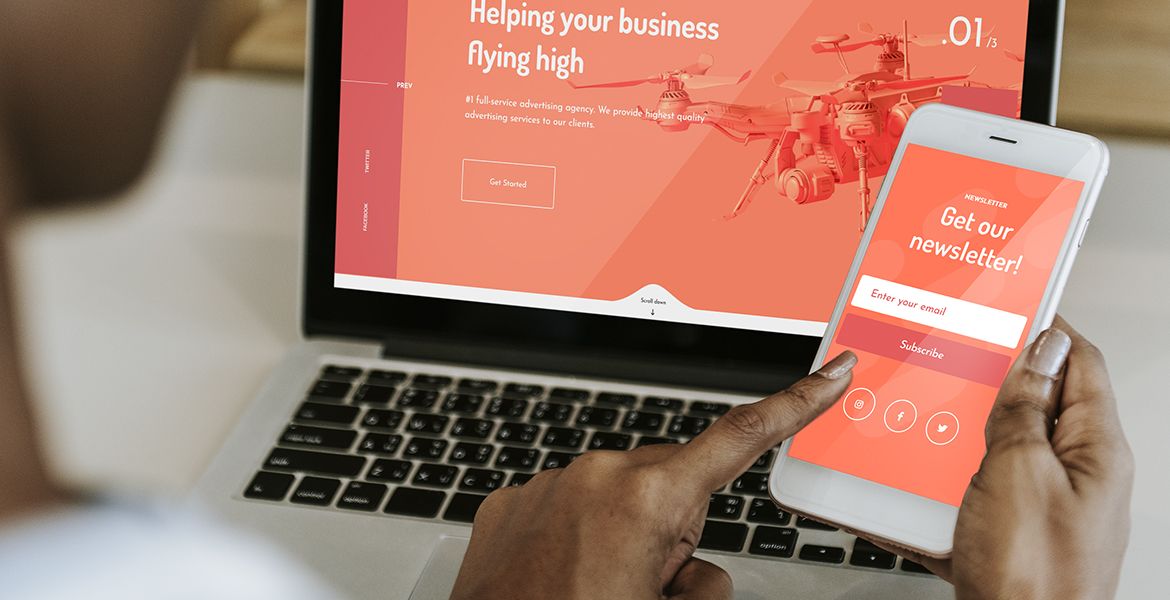 Helping your business
flying high
.01/3
PREV
#1 full-service advertising agency. We provide highest quality
advertising services to our clients.
TWITTER
Get Started
FACEBOOK
Scroll down
NEWSLETTER
Get our
newsletter!
Enter your email
Subscribe
option